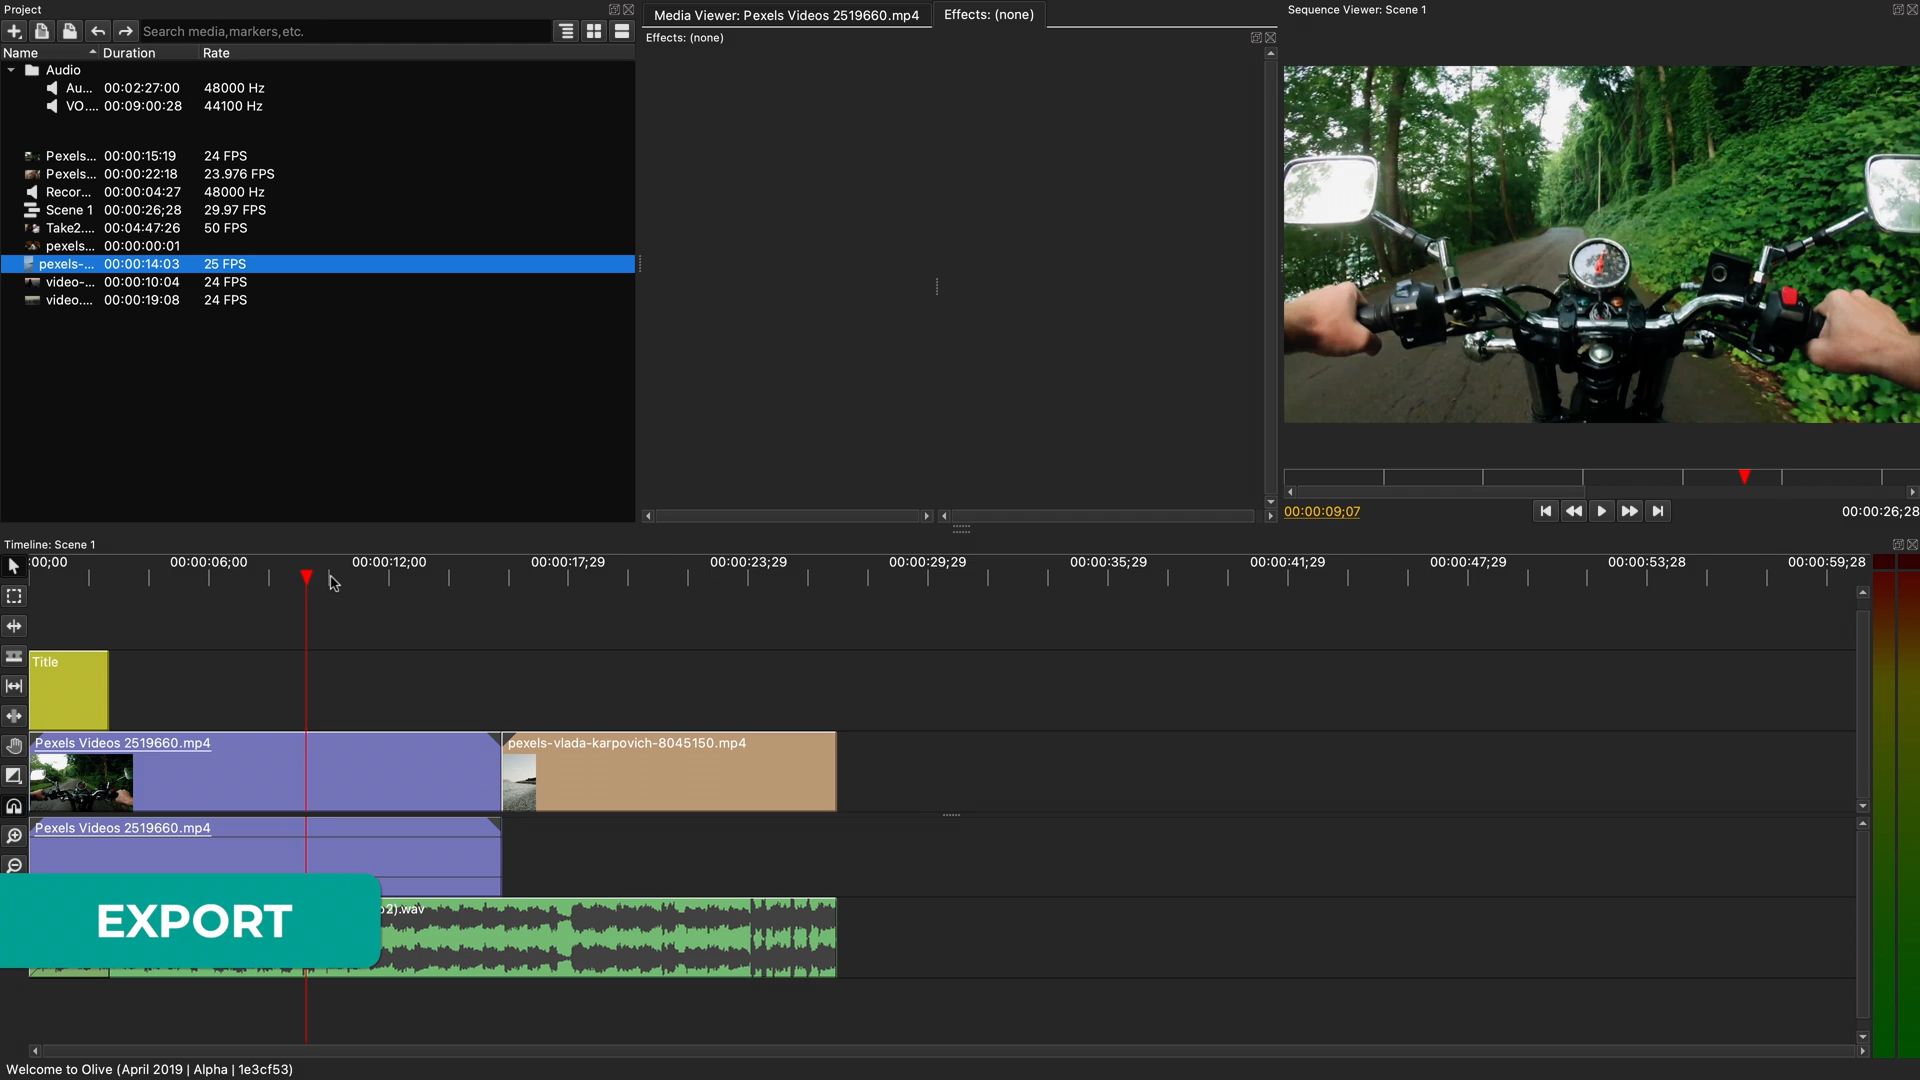 Project
Search media,markers,etc.
Name Duration Rate
Audio
Au... 00:02:27:00 48000 Hz
VO.... 00:09:00:28 44100 Hz
Pexels... 00:00:15:19 24 FPS
Pexels... 00:00:22:18 23.976 FPS
Recor... 00:00:04:27 48000 Hz
Scene 1 00:00:26;28 29.97 FPS
Take2.... 00:04:47:26 50 FPS
pexels... 00:00:00:01
pexels-... 00:00:14:03 25 FPS
video-... 00:00:10:04 24 FPS
video.... 00:00:19:08 24 FPS
Media Viewer: Pexels Videos 2519660.mp4
Effects: (none)
Effects: (none)
Sequence Viewer: Scene 1
00:00:09;07
00:00:26;28
Timeline: Scene 1
:00;00 00:00:06;00 00:00:12;00 00:00:17;29 00:00:23;29 00:00:29;29 00:00:35;29 00:00:41;29 00:00:47;29 00:00:53;28 00:00:59;28
Title
Pexels Videos 2519660.mp4
pexels-vlada-karpovich-8045150.mp4
Pexels Videos 2519660.mp4
EXPORT
o2).wav
Welcome to Olive (April 2019 | Alpha | 1e3cf53)